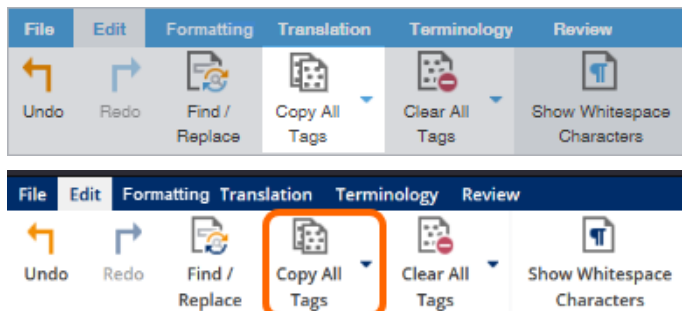 File Edit Formatting Translation Terminology Review
Undo Redo Find / Copy All Clear All Show Whitespace
Replace Tags Tags Characters
File Edit Formatting Translation Terminology Review
Undo Redo Find / Copy All Clear All Show Whitespace
Replace Tags Tags Characters